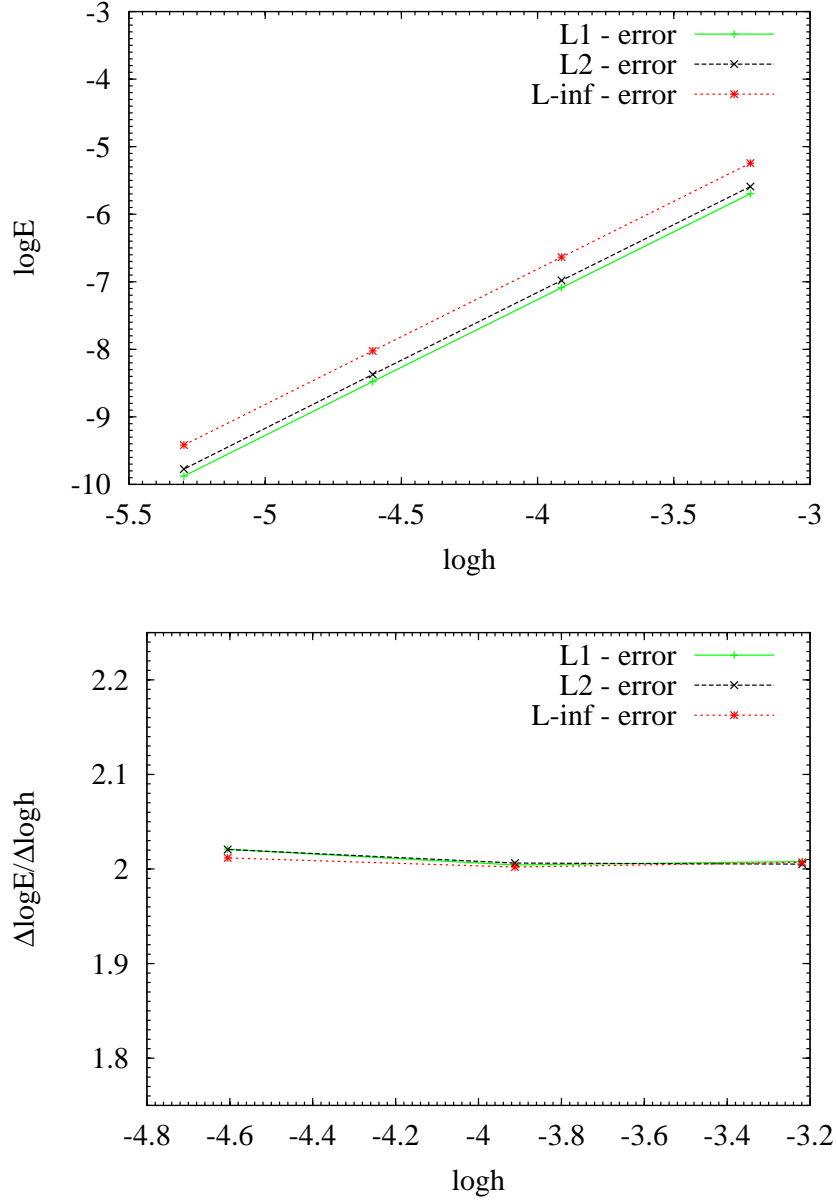 -3
-4
-5
-6
-7
-8
-9
-10
logE
L1 - error
L2 - error
L-inf - error
-5.5 -5 -4.5 -4 -3.5 -3
logh
2.2
2.1
2
1.9
1.8
ΔlogE/Δlogh
L1 - error
L2 - error
L-inf - error
-4.8 -4.6 -4.4 -4.2 -4 -3.8 -3.6 -3.4 -3.2
logh